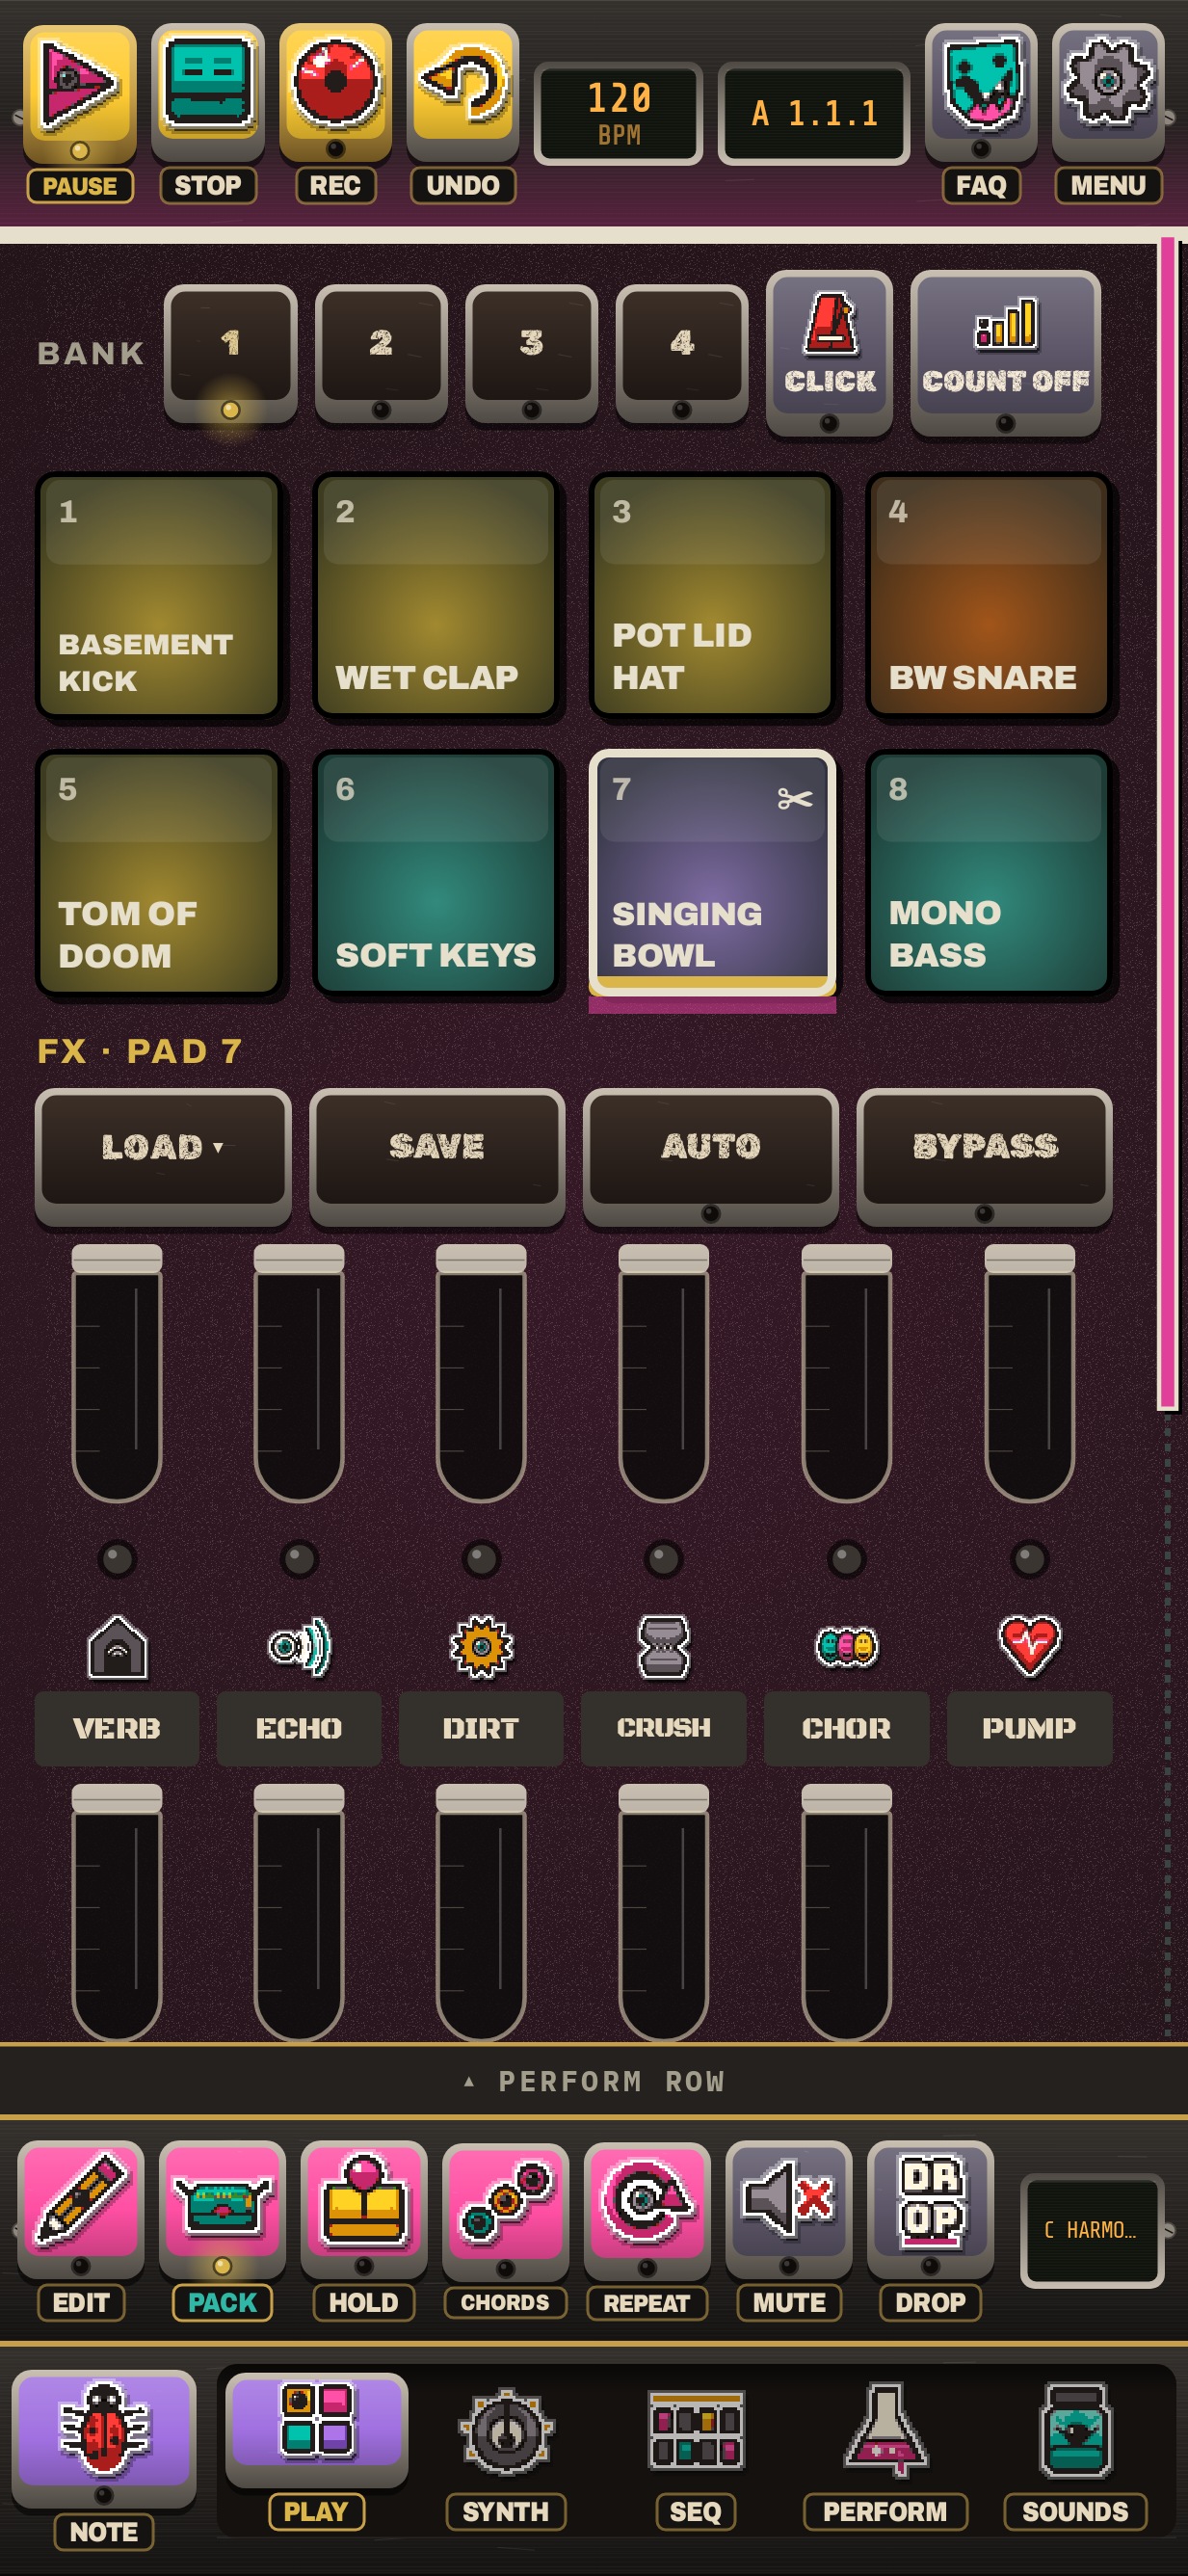 PAUSE STOP REC UNDO
120
BPM
A 1.1.1
FAQ MENU
BANK 1 2 3 4 CLICK COUNT OFF
1
BASEMENT
KICK
2
WET CLAP
3
POT LID
HAT
4
BW SNARE
5
TOM OF
DOOM
6
SOFT KEYS
7
SINGING
BOWL
8
MONO
BASS
FX · PAD 7
LOAD ▾ SAVE AUTO BYPASS
VERB ECHO DIRT CRUSH CHOR PUMP
▴ PERFORM ROW
DR
OP
C HARMO…
EDIT PACK HOLD CHORDS REPEAT MUTE DROP
NOTE PLAY SYNTH SEQ PERFORM SOUNDS